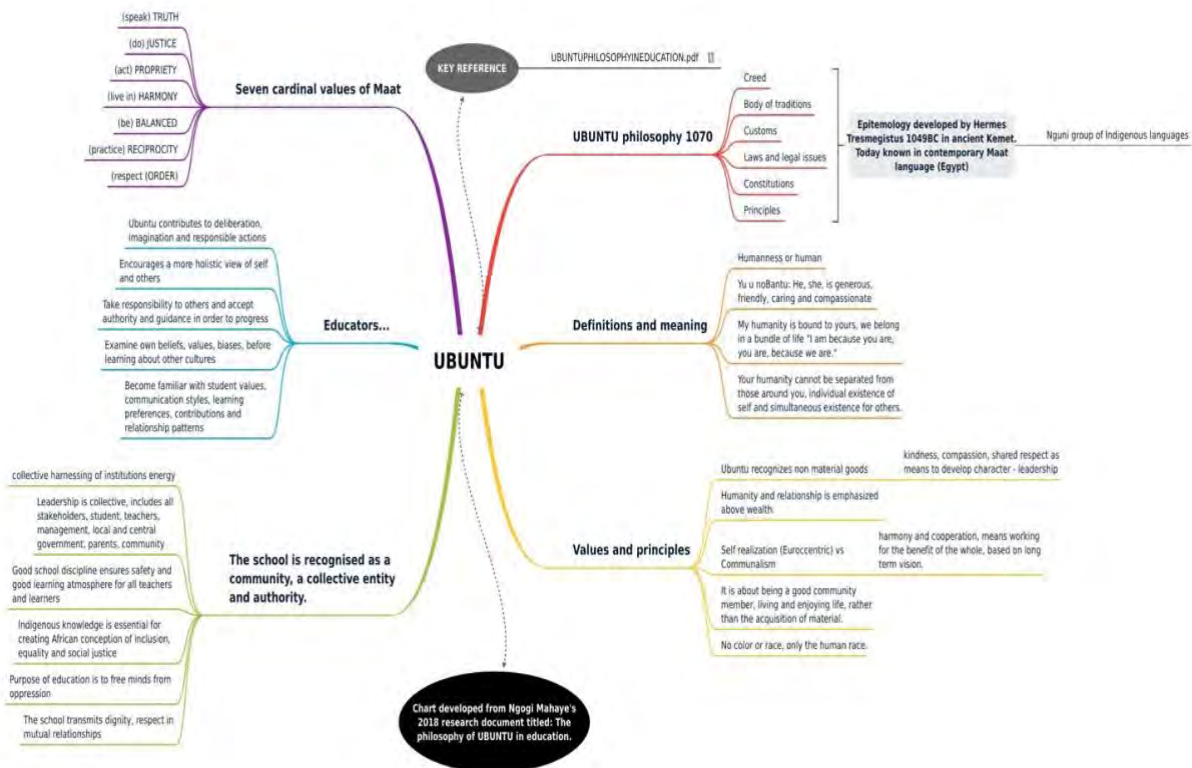 (speak) TRUTH
(do) JUSTICE
(act) PROPRIETY
(live in) HARMONY
(be) BALANCED
(practice) RECIPROCITY
(respect (ORDER)
Seven cardinal values of Maat
KEY REFERENCE
UBUNTUPHILOSOPHYINEDUCATION.pdf
UBUNTU philosophy 1070
Creed
Body of traditions
Customs
Laws and legal issues
Constitutions
Principles
Epitemology developed by Hermes
Tresmegistus 1049BC in ancient Kemet.
Today known in contemporary Maat
language (Egypt)
Nguni group of Indigenous languages
Ubuntu contributes to deliberation,
imagination and responsible actions
Encourages a more holistic view of self
and others
Take responsibility to others and accept
authority and guidance in order to progress
Examine own beliefs, values, biases, before
learning about other cultures
Become familiar with student values,
communication styles, learning
preferences, contributions and
relationship patterns
Educators...
UBUNTU
Definitions and meaning
Humanness or human
Yu u noBantu: He, she, is generous,
friendly, caring and compassionate
My humanity is bound to yours, we belong
in a bundle of life "I am because you are,
you are, because we are."
Your humanity cannot be separated from
those around you, individual existence of
self and simultaneous existence for others.
collective harnessing of institutions energy
Leadership is collective, includes all
stakeholders, student, teachers,
management, local and central
government, parents, community
Good school discipline ensures safety and
good learning atmosphere for all teachers
and learners
Indigenous knowledge is essential for
creating African conception of inclusion,
equality and social justice
Purpose of education is to free minds from
oppression
The school transmits dignity, respect in
mutual relationships
The school is recognised as a
community, a collective entity
and authority.
Values and principles
Ubuntu recognizes non material goods
kindness, compassion, shared respect as
means to develop character - leadership
Humanity and relationship is emphasized
above wealth
Self realization (Euroccentric) vs
Communalism
harmony and cooperation, means working
for the benefit of the whole, based on long
term vision.
It is about being a good community
member, living and enjoying life, rather
than the acquisition of material.
No color or race, only the human race.
Chart developed from Ngogi Mahaye's
2018 research document titled: The
philosophy of UBUNTU in education.